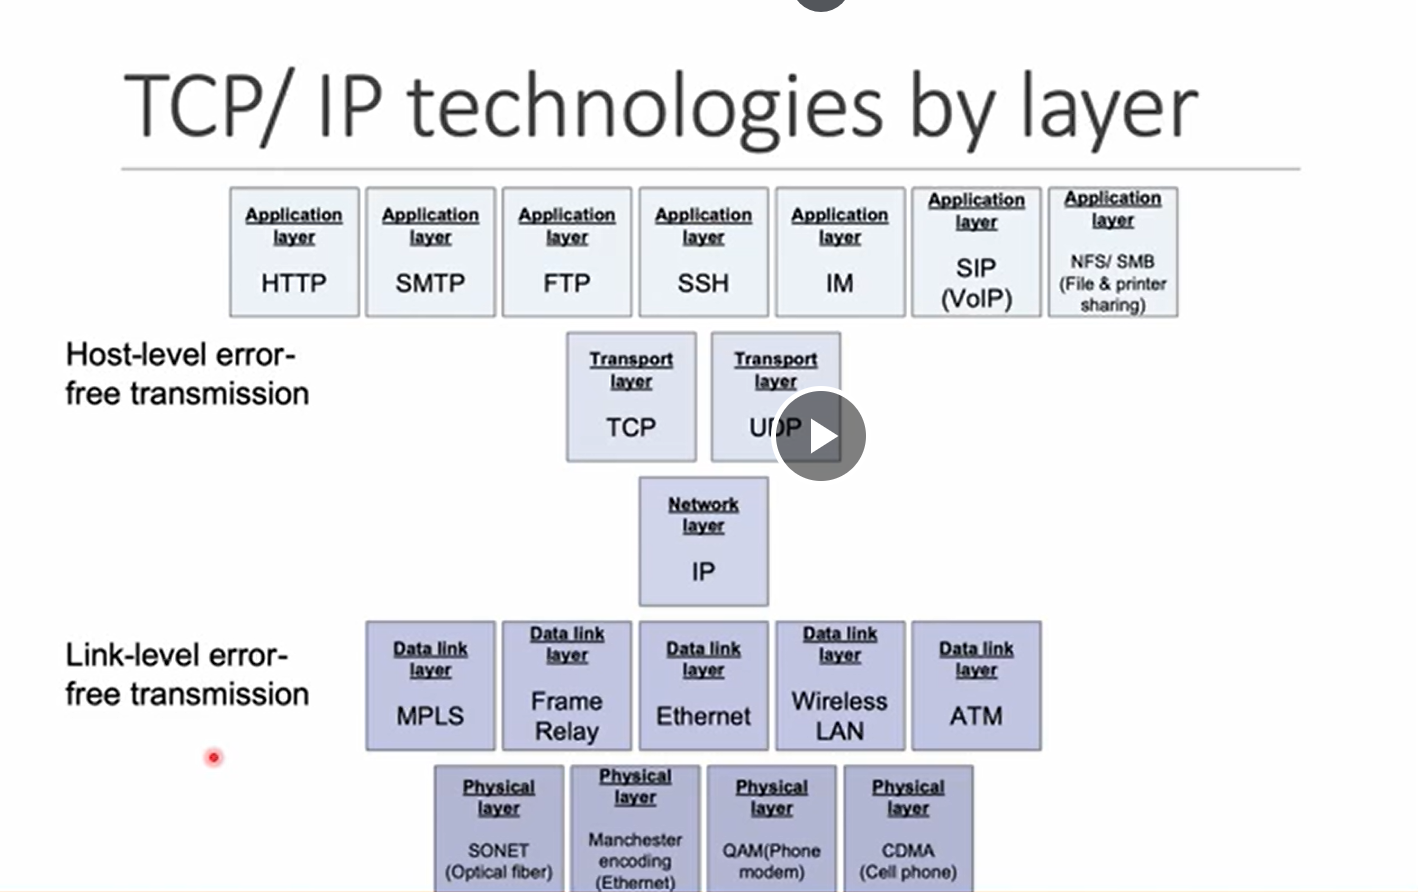 TCP/ IP technologies by layer
Application
layer
HTTP
Application
layer
SMTP
Application
layer
FTP
Application
layer
SSH
Application
layer
IM
Application
layer
SIP
(VoIP)
Application
layer
NFS/ SMB
(File & printer
sharing)
Host-level error-
free transmission
Transport
layer
TCP
Transport
layer
UDP
Network
layer
IP
Link-level error-
free transmission
Data link
layer
MPLS
Data link
layer
Frame
Relay
Data link
layer
Ethernet
Data link
layer
Wireless
LAN
Data link
layer
ATM
Physical
layer
SONET
(Optical fiber)
Physical
layer
Manchester
encoding
(Ethernet)
Physical
layer
QAM(Phone
modem)
Physical
layer
CDMA
(Cell phone)